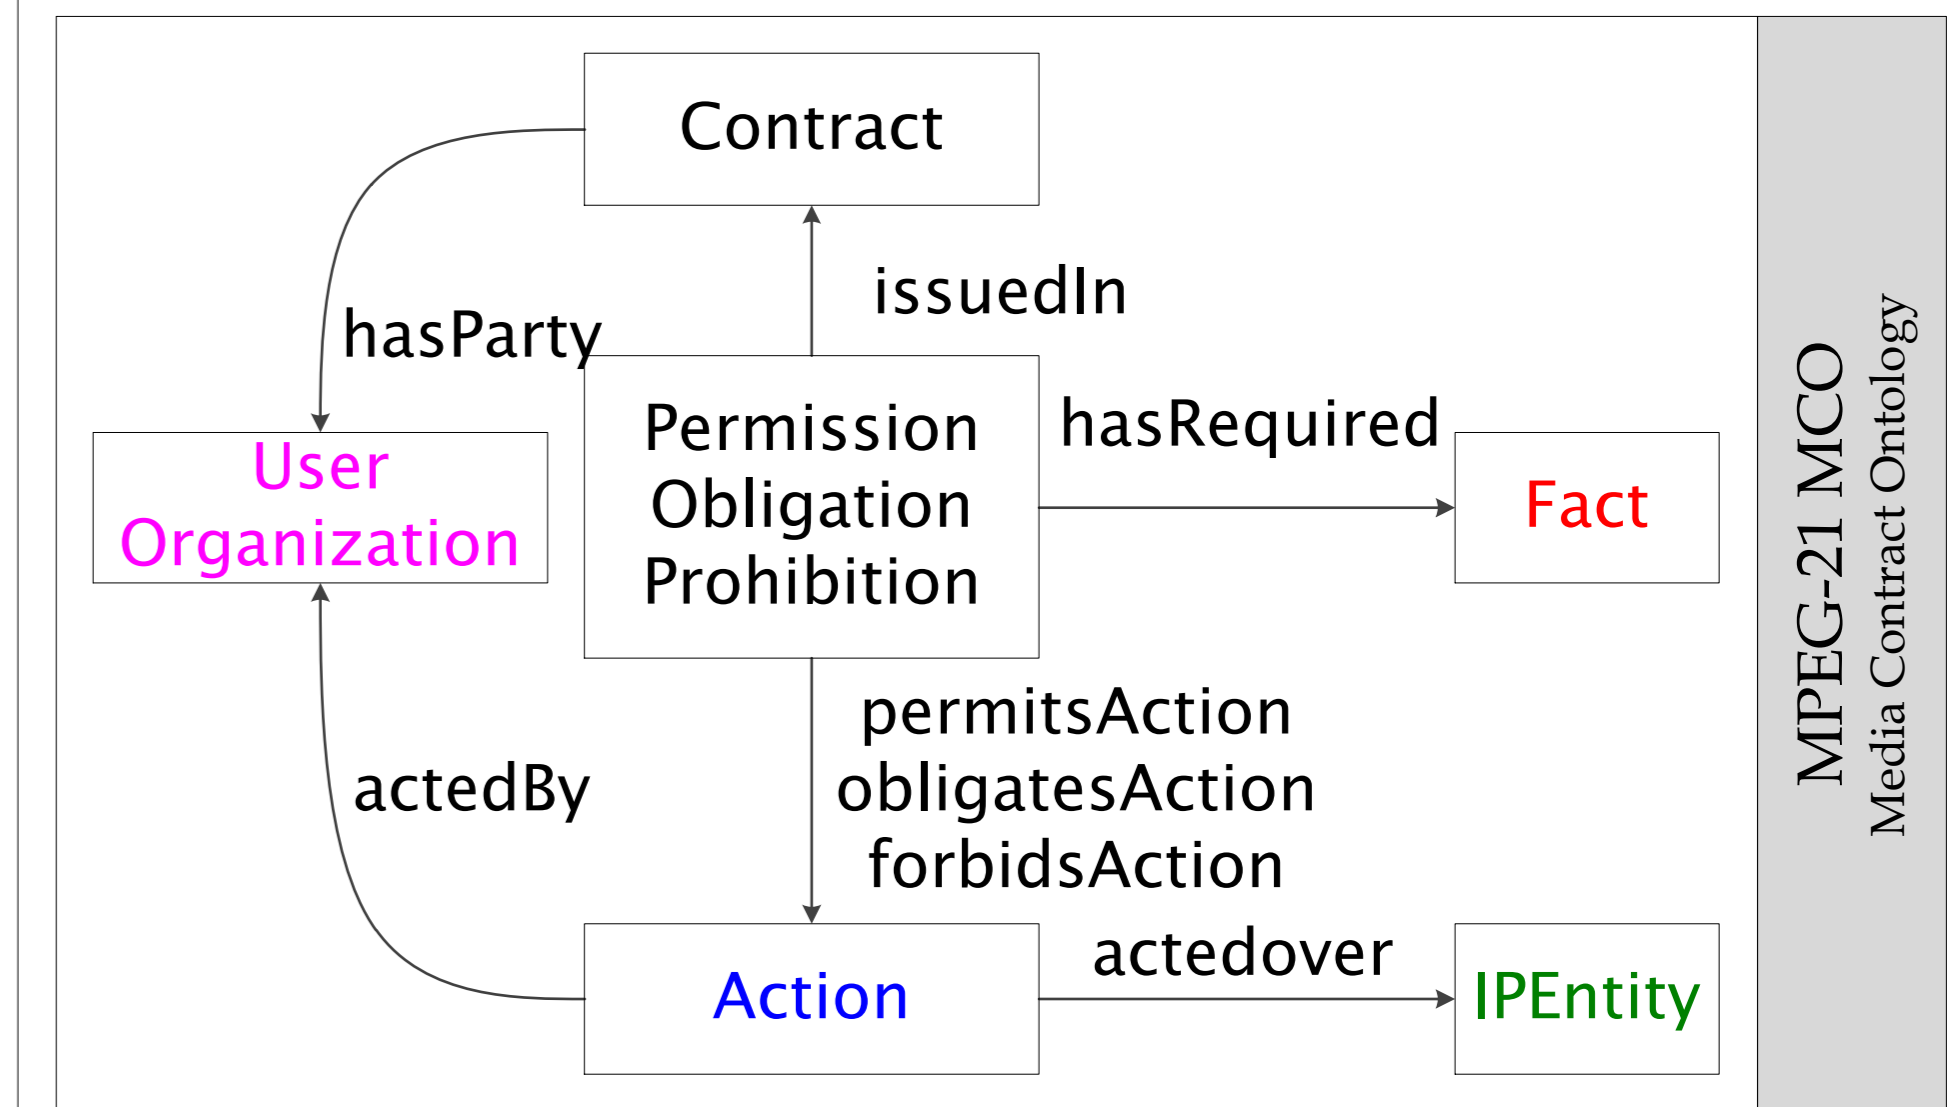 Contract
issuedIn
hasParty
User
Organization
Permission
Obligation
Prohibition
hasRequired
Fact
permitsAction
obligatesAction
forbidsAction
actedBy
Action
actedover
IPEntity
MPEG-21 MCO
Media Contract Ontology